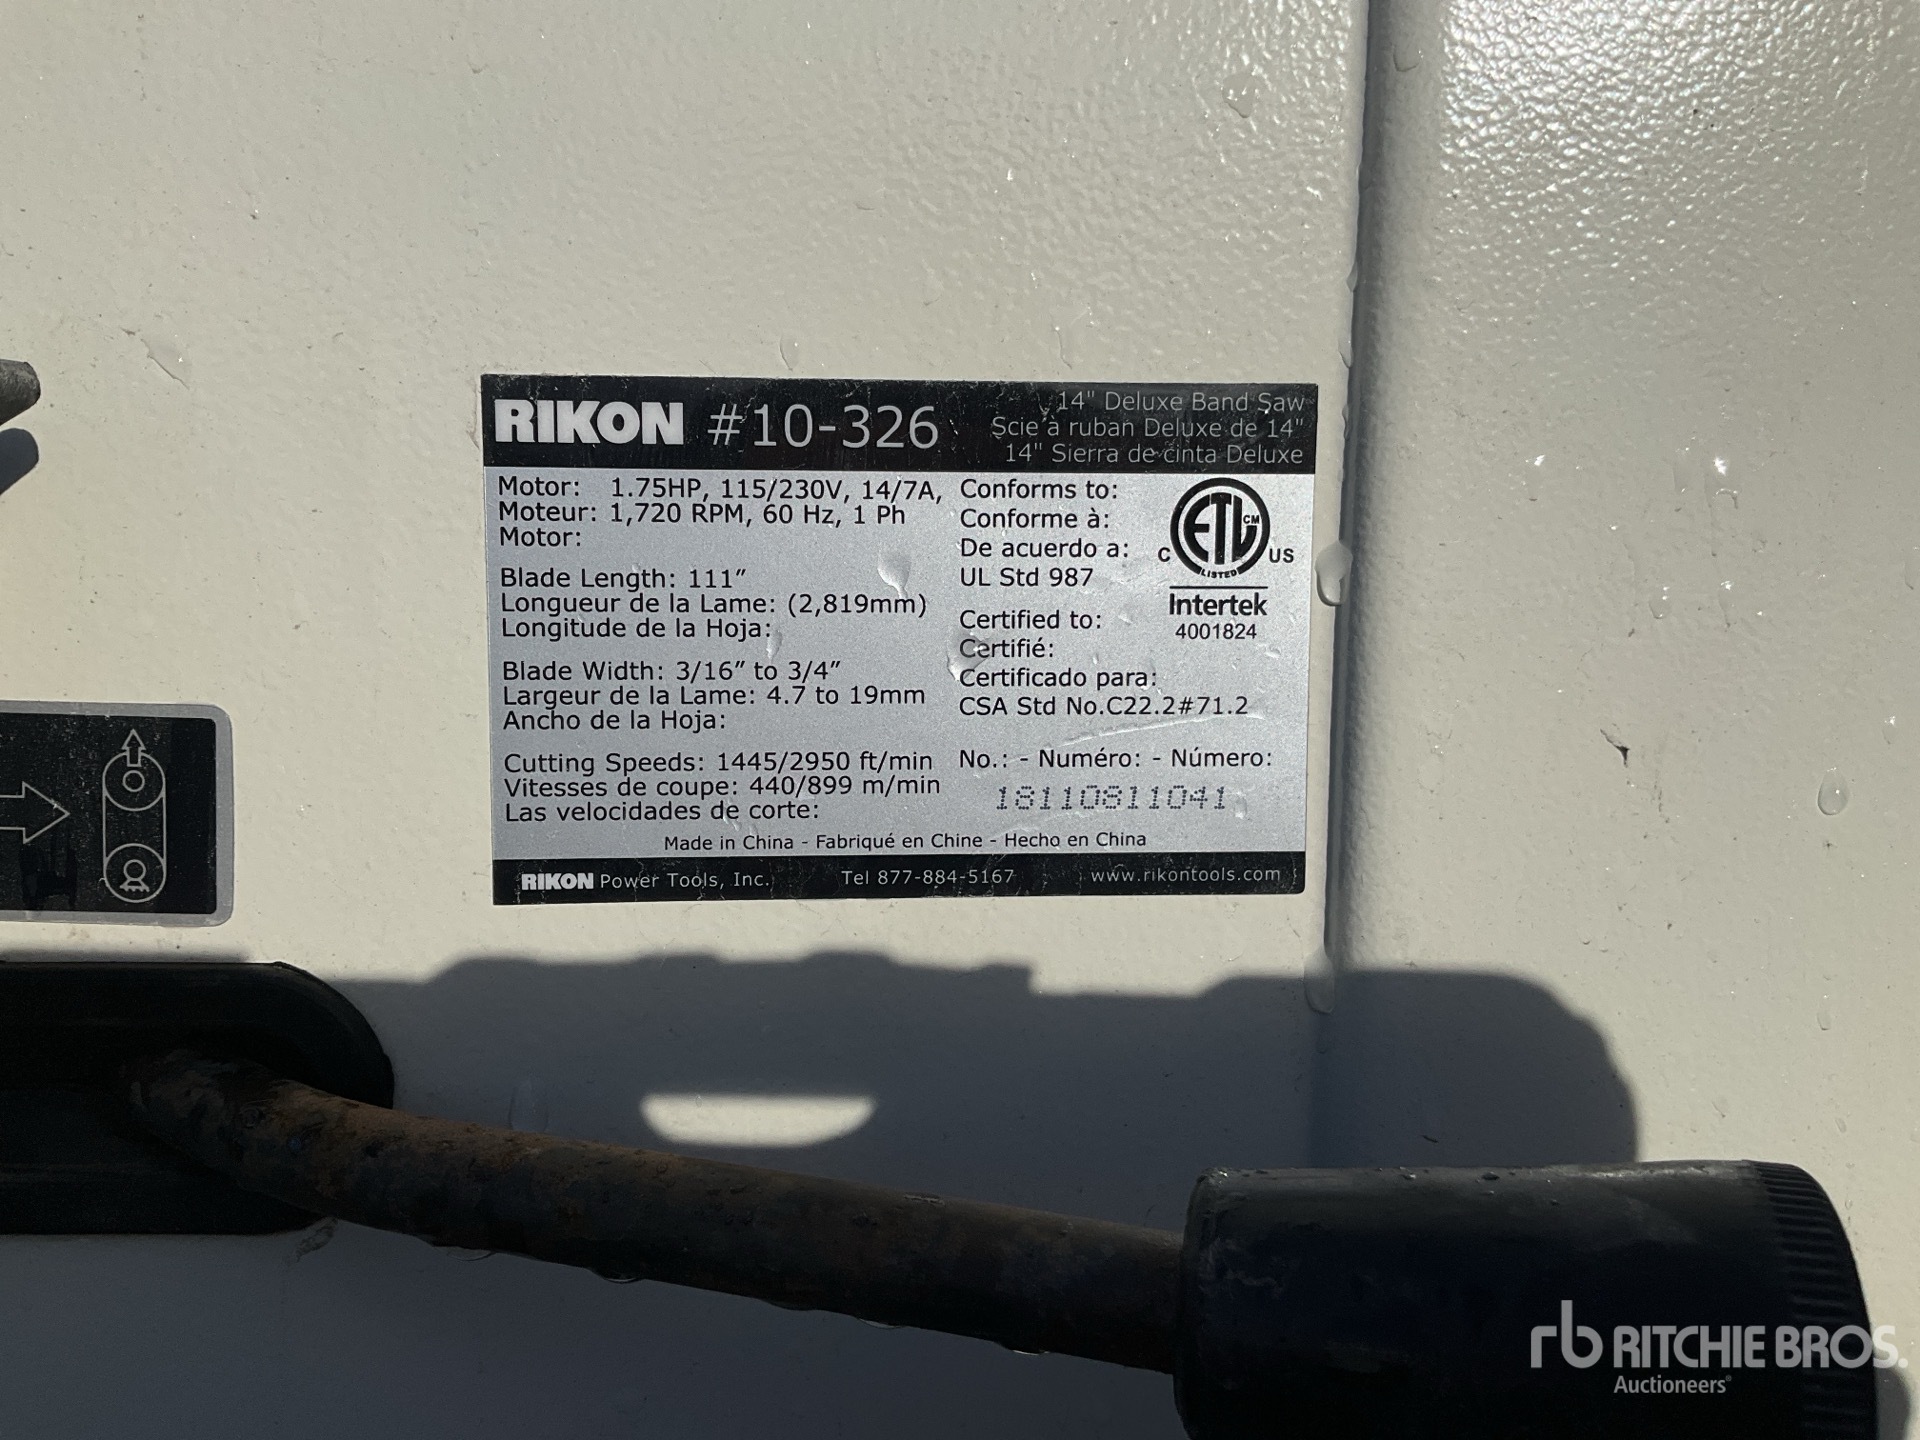 RIKON #10-326
14" Deluxe Band Saw
Scie à ruban Deluxe de 14"
14" Sierra de cinta Deluxe
Motor: 1.75HP, 115/230V, 14/7A,
Moteur: 1,720 RPM, 60 Hz, 1 Ph
Motor:
Blade Length: 111"
Longueur de la Lame: (2,819mm)
Longitude de la Hoja:
Blade Width: 3/16" to 3/4"
Largeur de la Lame: 4.7 to 19mm
Ancho de la Hoja:
Cutting Speeds: 1445/2950 ft/min
Vitesses de coupe: 440/899 m/min
Las velocidades de corte:
Conforms to:
Conforme à:
De acuerdo a:
UL Std 987
Certified to:
Certifié:
Certificado para:
CSA Std No.C22.2#71.2
ETL CM
C US
LISTED
Intertek
4001824
No.: - Numéro: - Número:
18110811041
Made in China - Fabriqué en Chine - Hecho en China
RIKON Power Tools, Inc. Tel 877-884-5167 www.rikontools.com
rb RITCHIE BROS.
Auctioneers®